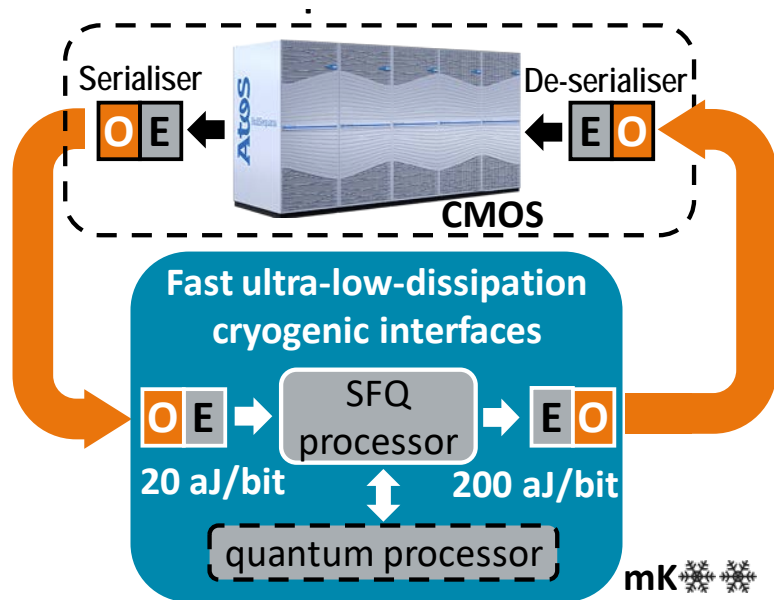 Serialiser
De-serialiser
O E
Atos
E O
CMOS
Fast ultra-low-dissipation
cryogenic interfaces
O E
SFQ
processor
E O
20 aJ/bit
200 aJ/bit
quantum processor
mK